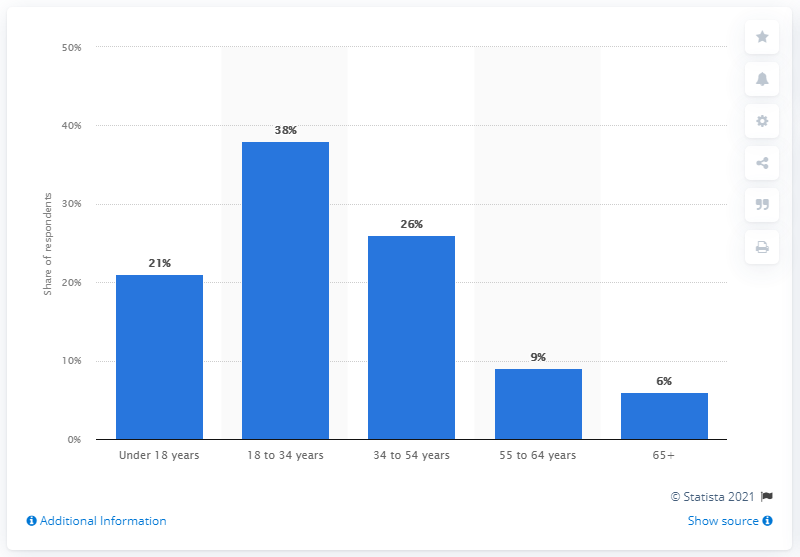 50%
40%
30%
20%
10%
0%
Share of respondents
21%
38%
26%
9%
6%
Under 18 years
18 to 34 years
34 to 54 years
55 to 64 years
65+
© Statista 2021
Additional Information
Show source